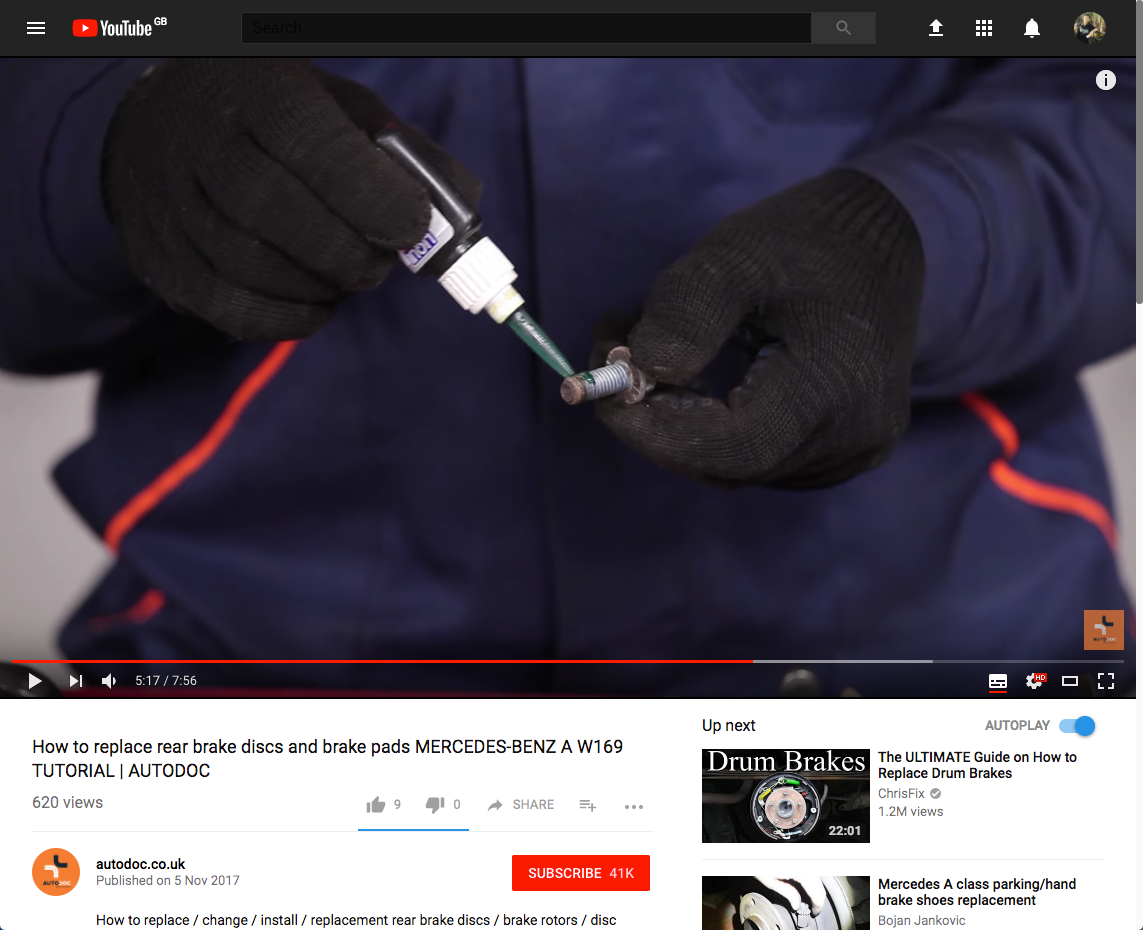 YouTube GB
Search
AUTODOC
5:17 / 7:56
HD
How to replace rear brake discs and brake pads MERCEDES-BENZ A W169
TUTORIAL | AUTODOC
620 views
9
0
SHARE
autodoc.co.uk
Published on 5 Nov 2017
SUBSCRIBE 41K
How to replace / change / install / replacement rear brake discs / brake rotors / disc
Up next
AUTOPLAY
Drum Brakes
22:01
The ULTIMATE Guide on How to
Replace Drum Brakes
ChrisFix
1.2M views
Mercedes A class parking/hand
brake shoes replacement
Bojan Jankovic